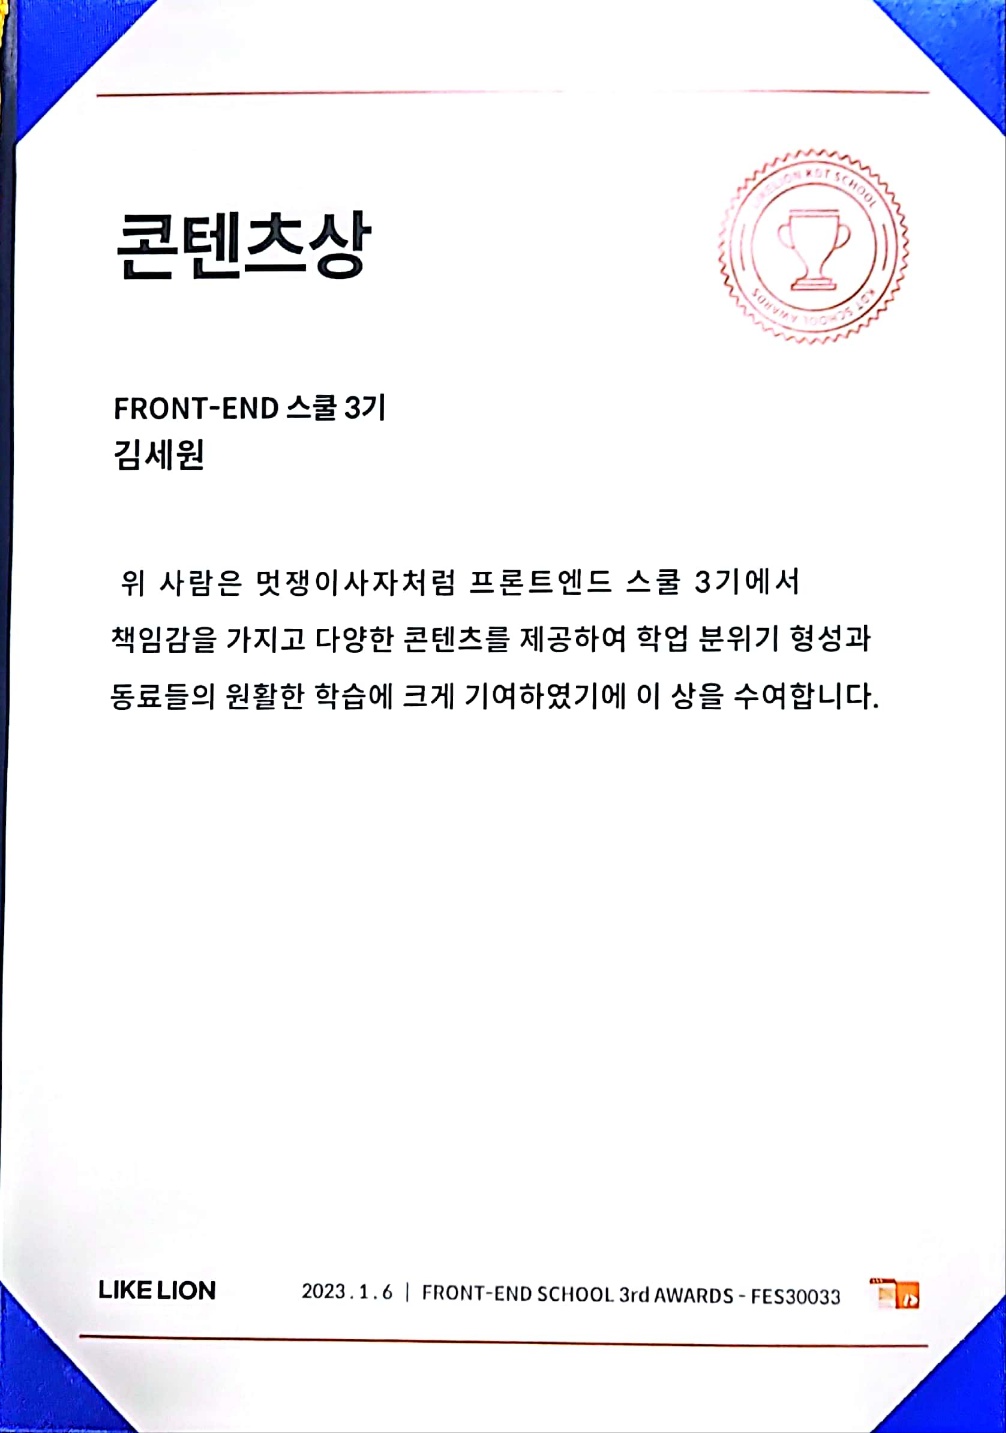 콘텐츠상
LIKELION KDT SCHOOL
KDT SCHOOL AWARDS
FRONT-END 스쿨 3기
김세원
위 사람은 멋쟁이사자처럼 프론트엔드 스쿨 3기에서
책임감을 가지고 다양한 콘텐츠를 제공하여 학업 분위기 형성과
동료들의 원활한 학습에 크게 기여하였기에 이 상을 수여합니다.
LIKE LION
2023.1.6 | FRONT-END SCHOOL 3rd AWARDS - FES30033